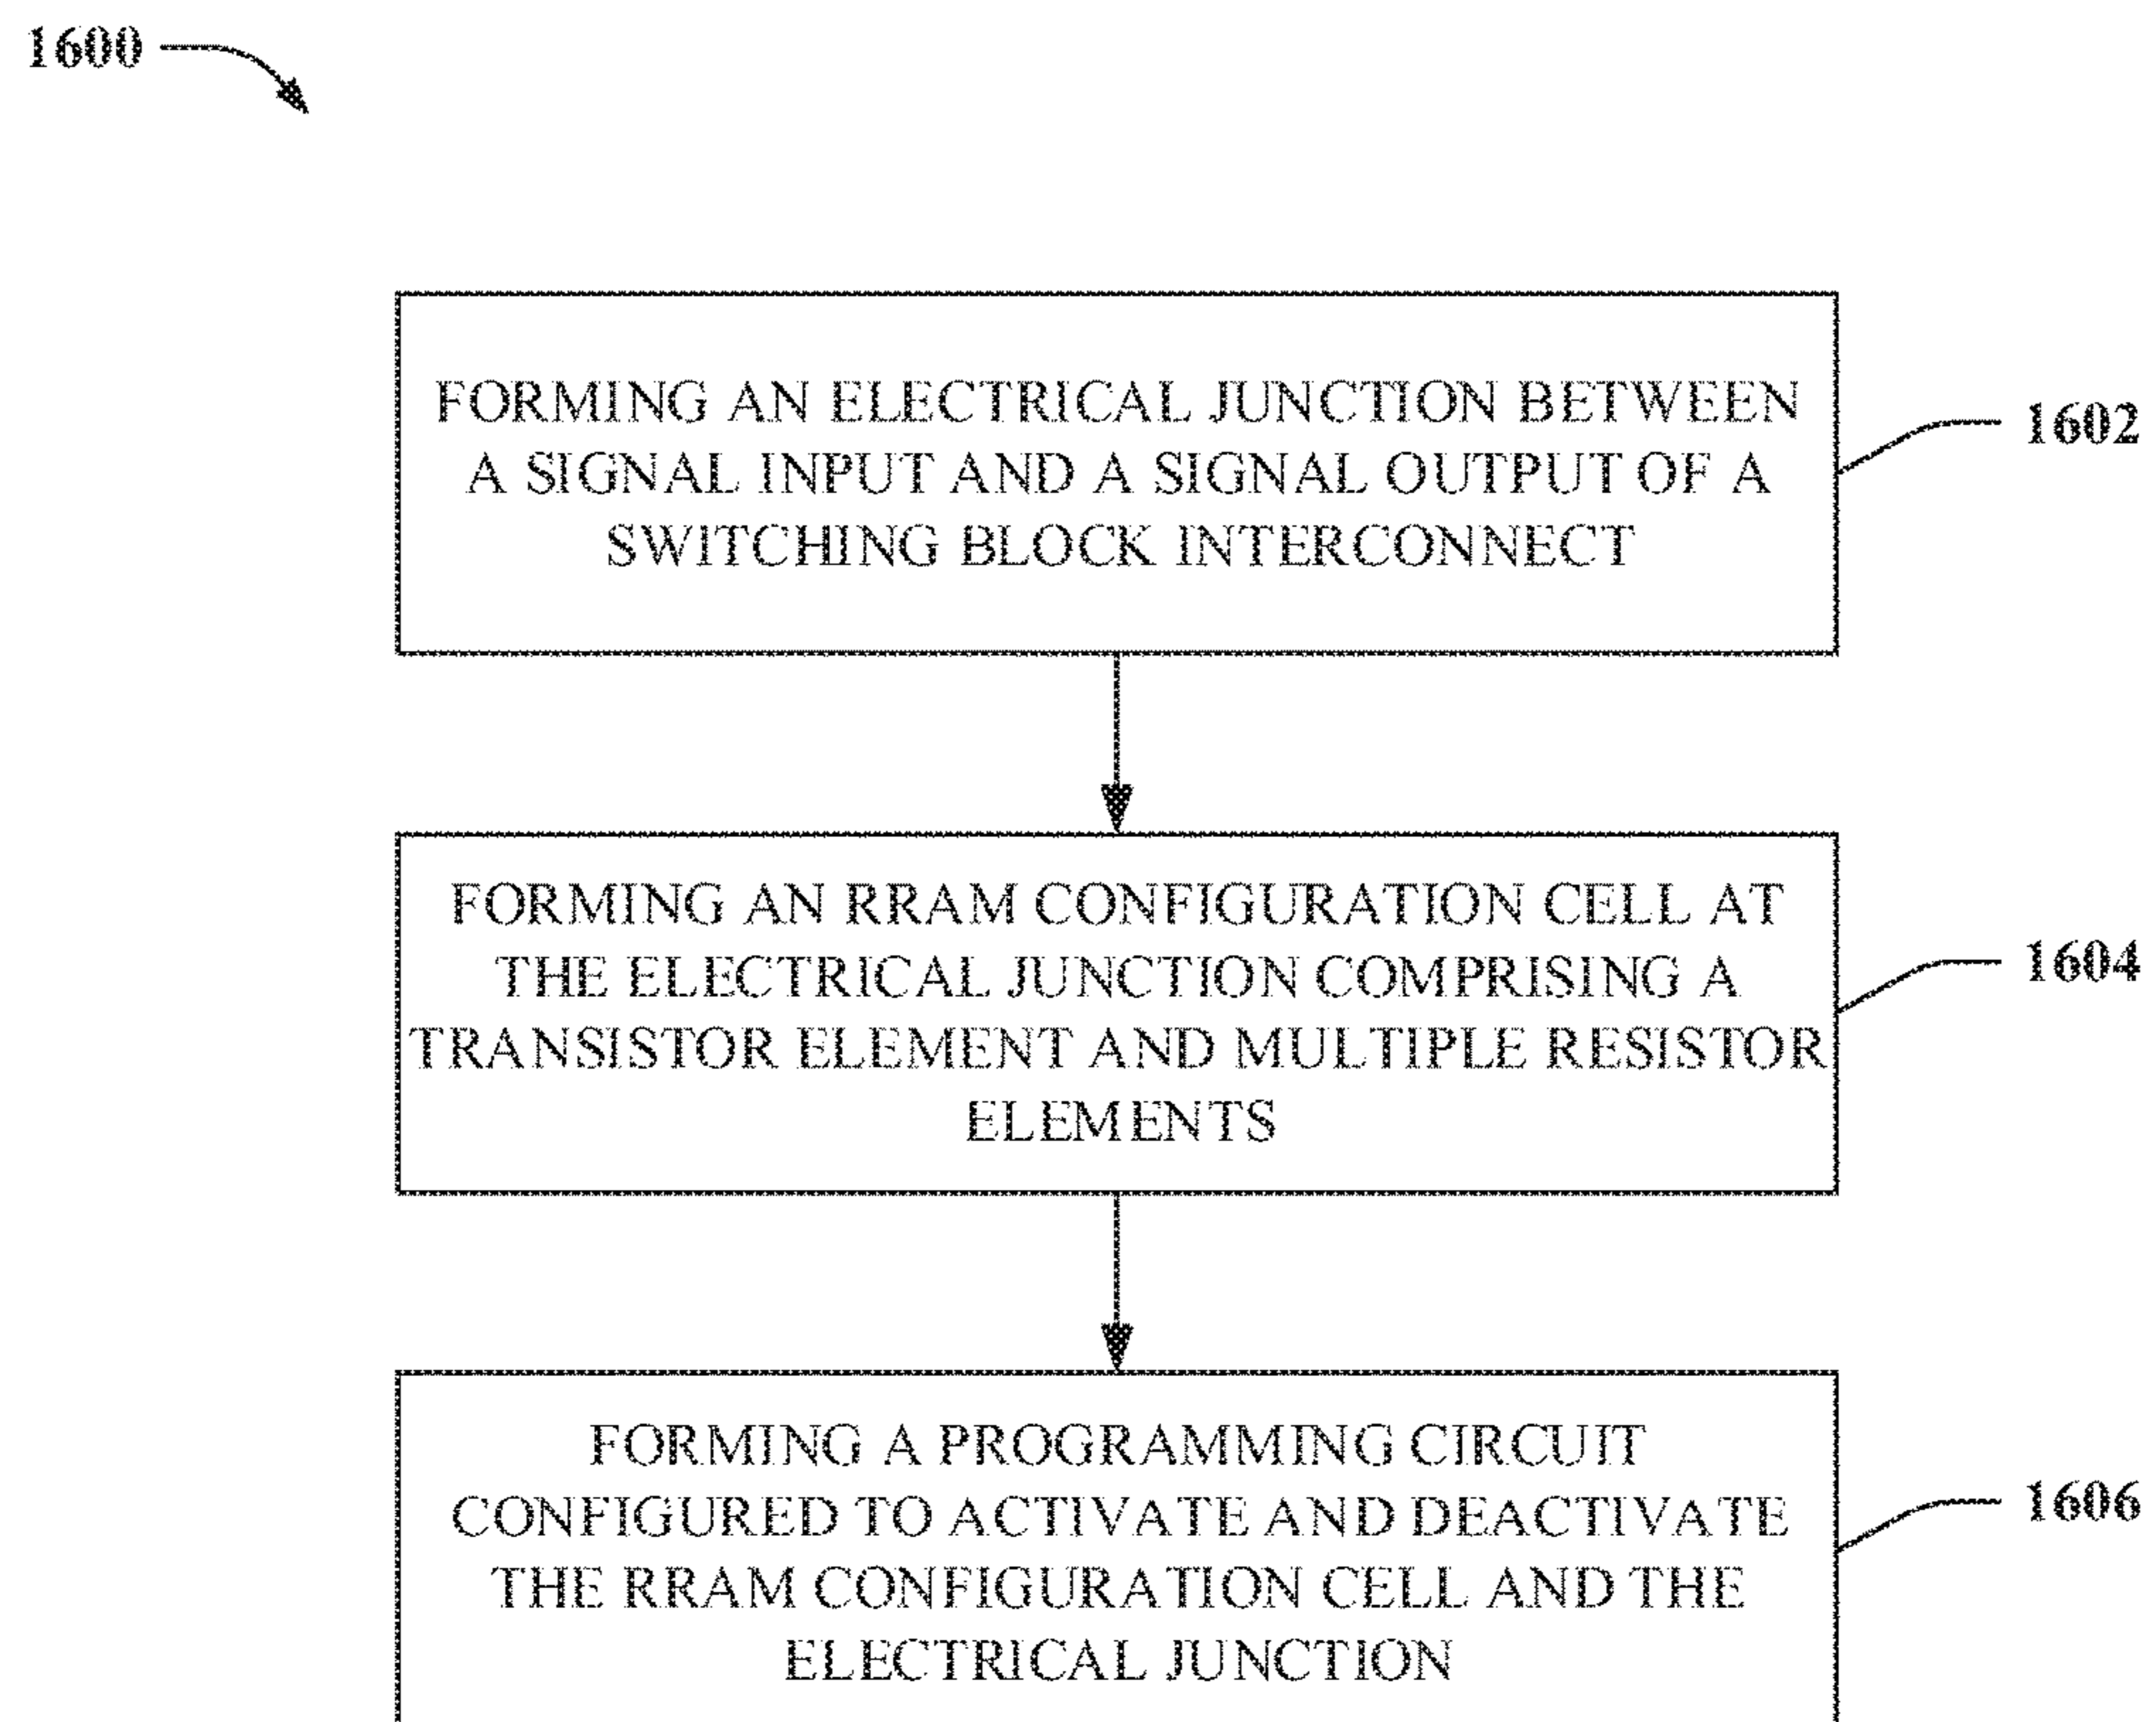 1600
FORMING AN ELECTRICAL JUNCTION BETWEEN
A SIGNAL INPUT AND A SIGNAL OUTPUT OF A
SWITCHING BLOCK INTERCONNECT
1602
FORMING AN RRAM CONFIGURATION CELL AT
THE ELECTRICAL JUNCTION COMPRISING A
TRANSISTOR ELEMENT AND MULTIPLE RESISTOR
ELEMENTS
1604
FORMING A PROGRAMMING CIRCUIT
CONFIGURED TO ACTIVATE AND DEACTIVATE
THE RRAM CONFIGURATION CELL AND THE
ELECTRICAL JUNCTION
1606